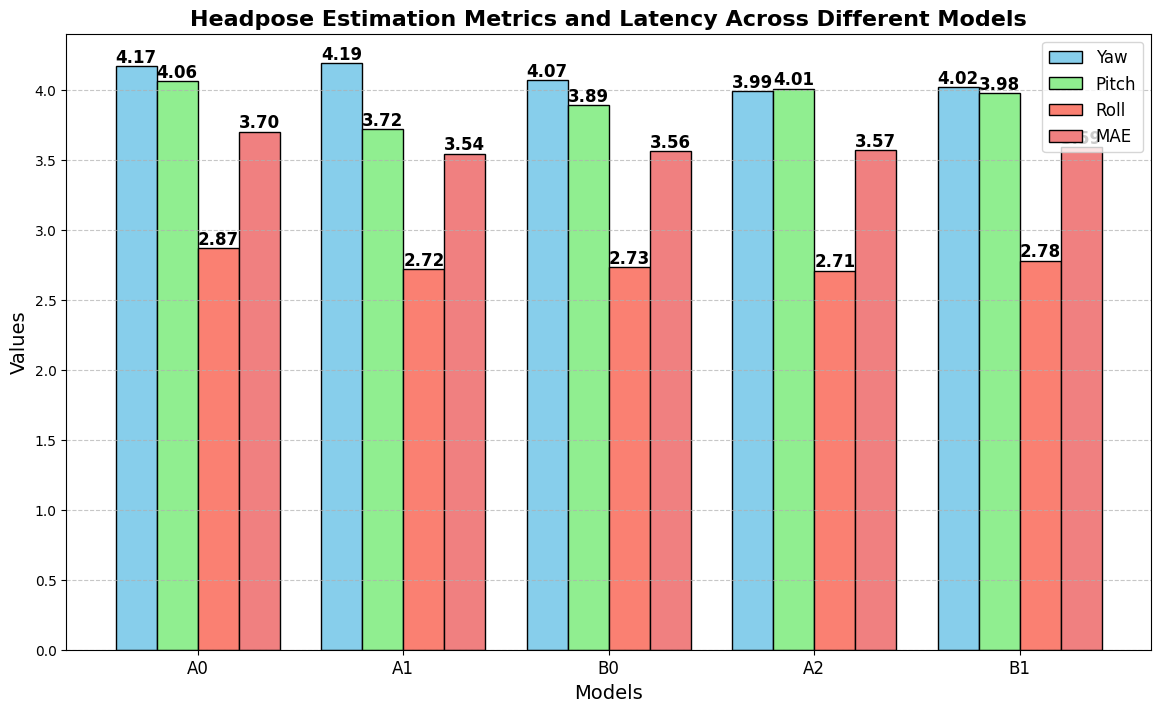 Headpose Estimation Metrics and Latency Across Different Models
4.17
4.06
2.87
3.70
4.19
3.72
2.72
3.54
4.07
3.89
2.73
3.56
3.99
4.01
2.71
3.57
4.02
3.98
2.78
Yaw
Pitch
Roll
MAE
4.0
3.5
3.0
2.5
2.0
1.5
1.0
0.5
0.0
Values
A0
A1
B0
A2
B1
Models